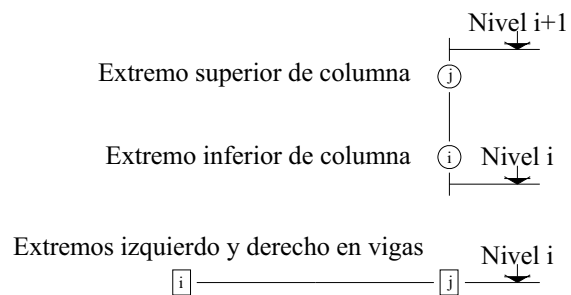 Nivel i+1
Extremo superior de columna j
Extremo inferior de columna i Nivel i
Extremos izquierdo y derecho en vigas Nivel i
i j